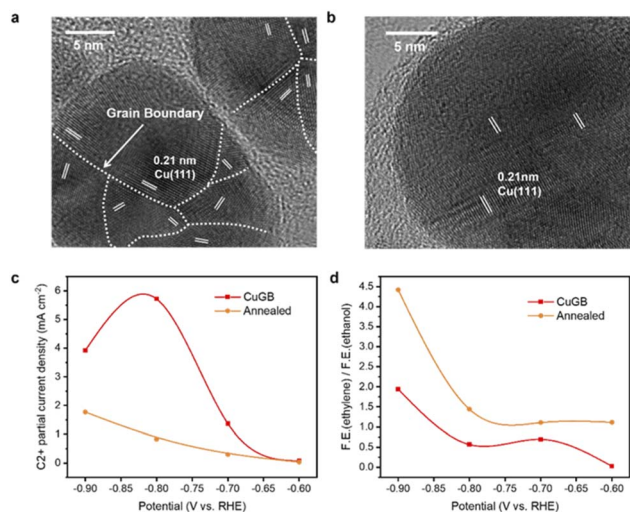 a
5 nm
Grain Boundary
0.21 nm
Cu(111)
b
5 nm
0.21nm
Cu(111)
c
C2+ partial current density (mA cm⁻²)
6
5
4
3
2
1
0
CuGB
Annealed
-0.90 -0.85 -0.80 -0.75 -0.70 -0.65 -0.60
Potential (V vs. RHE)
d
F.E.(ethylene) / F.E.(ethanol)
4.5
4.0
3.5
3.0
2.5
2.0
1.5
1.0
0.5
0.0
CuGB
Annealed
-0.90 -0.85 -0.80 -0.75 -0.70 -0.65 -0.60
Potential (V vs. RHE)